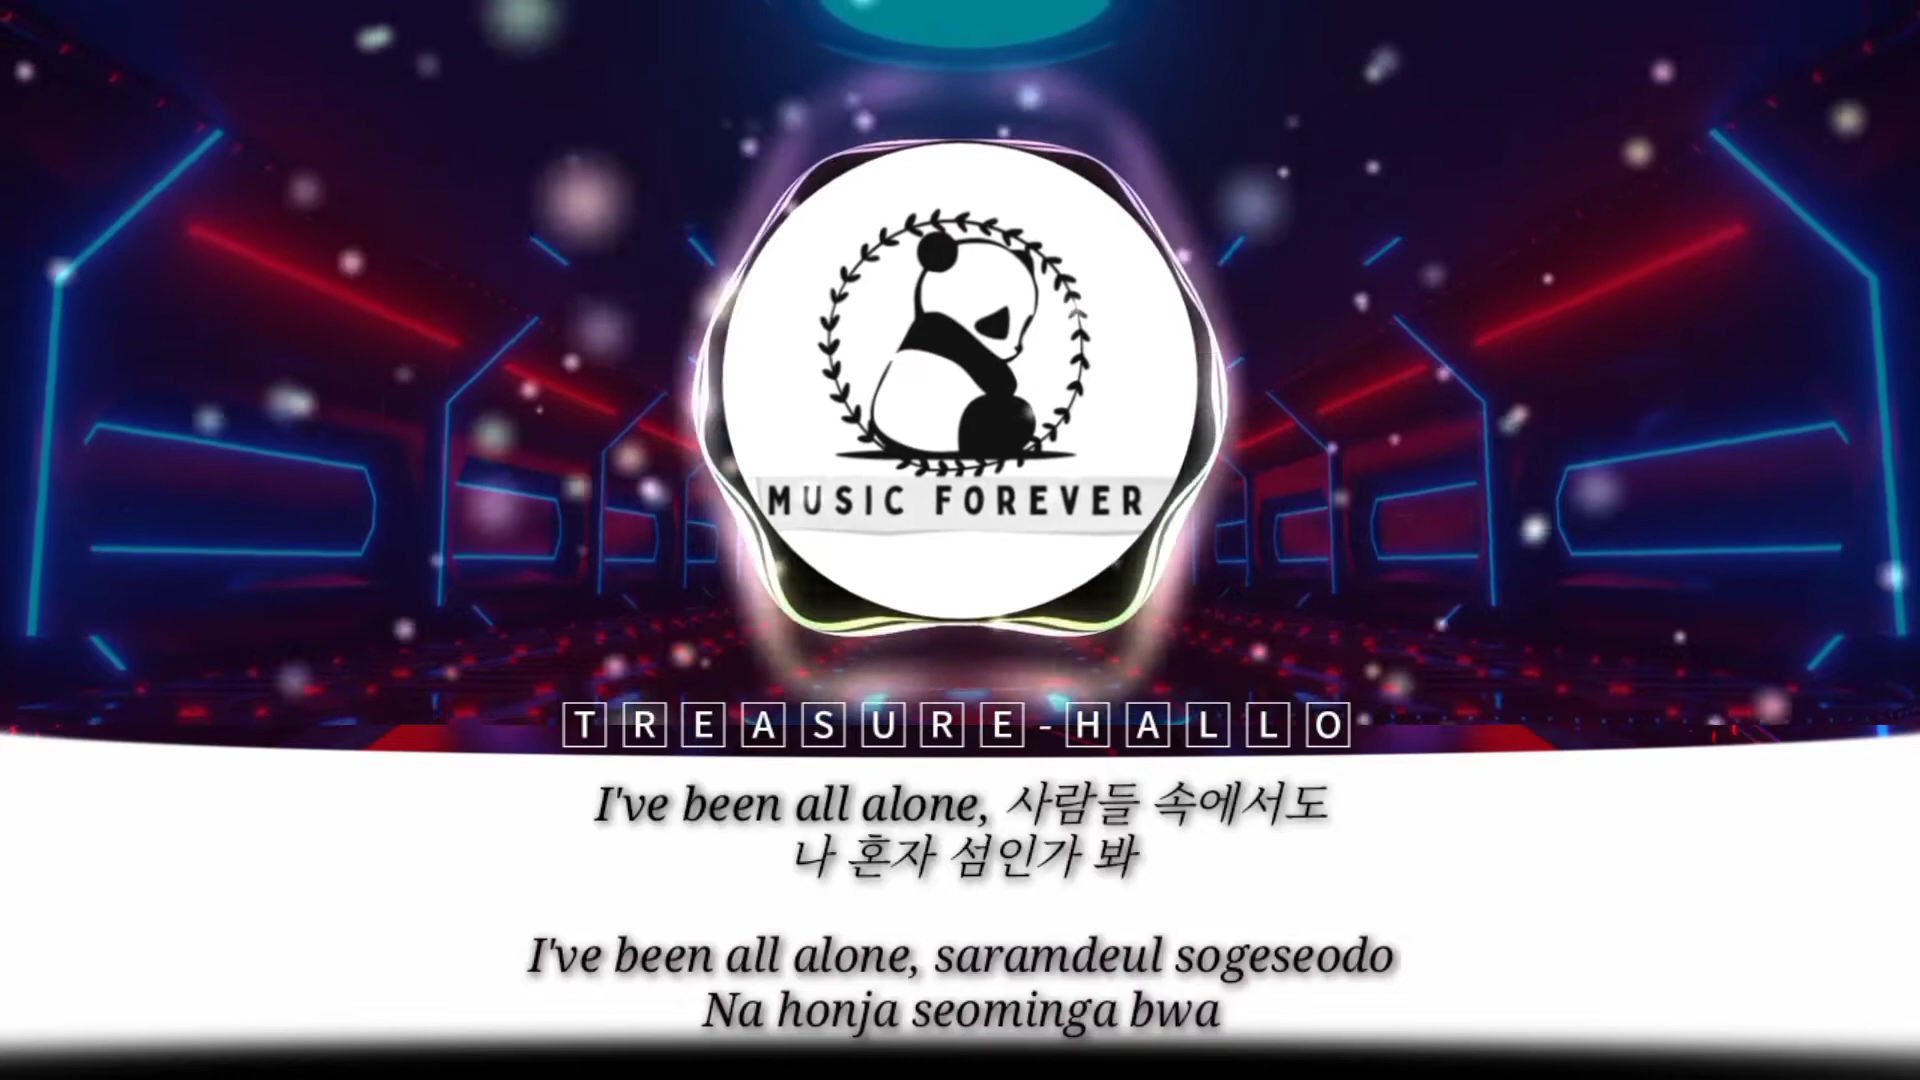 MUSIC FOREVER
TREASURE-HALLO
I've been all alone, 사람들 속에서도
나 혼자 섬인가 봐
I've been all alone, saramdeul sogeseodo
Na honja seominga bwa